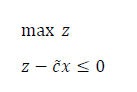 max z
z − c̃x ≤ 0